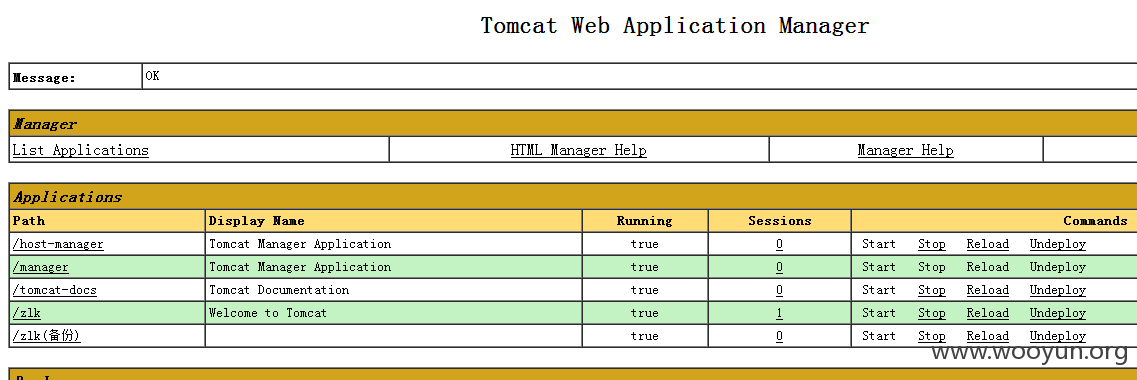 Tomcat Web Application Manager
Message: OK
Manager
List Applications HTML Manager Help Manager Help
Applications
Path Display Name Running Sessions Commands
/host-manager Tomcat Manager Application true 0 Start Stop Reload Undeploy
/manager Tomcat Manager Application true 0 Start Stop Reload Undeploy
/tomcat-docs Tomcat Documentation true 0 Start Stop Reload Undeploy
/zlk Welcome to Tomcat true 1 Start Stop Reload Undeploy
/zlk(备份) true 0 Start Stop Reload Undeploy
www.wooyun.org